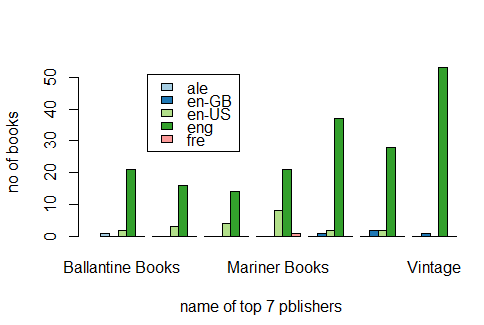 ale
en-GB
en-US
eng
fre
no of books
0
10
20
30
40
50
Ballantine Books
Mariner Books
Vintage
name of top 7 pblishers